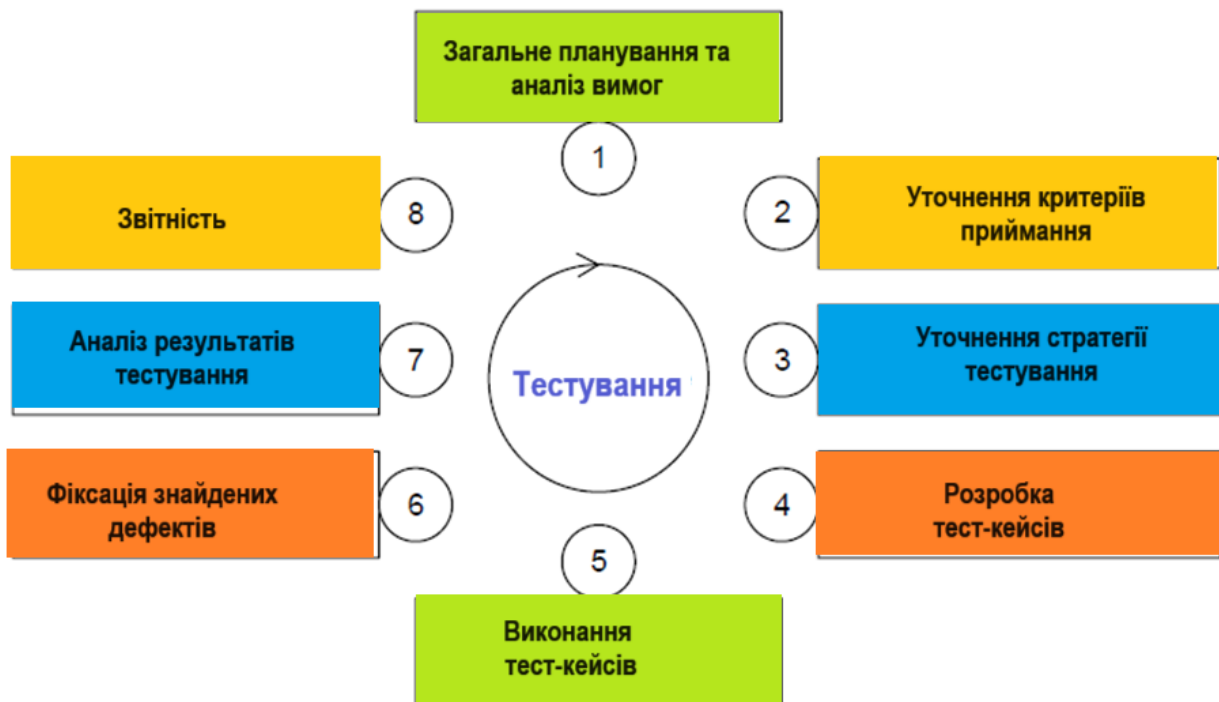 Загальне планування та
аналіз вимог
1
2
Уточнення критеріїв
приймання
3
Уточнення стратегії
тестування
4
Розробка
тест-кейсів
5
Виконання
тест-кейсів
6
Фіксація знайдених
дефектів
7
Аналіз результатів
тестування
8
Звітність
Тестування